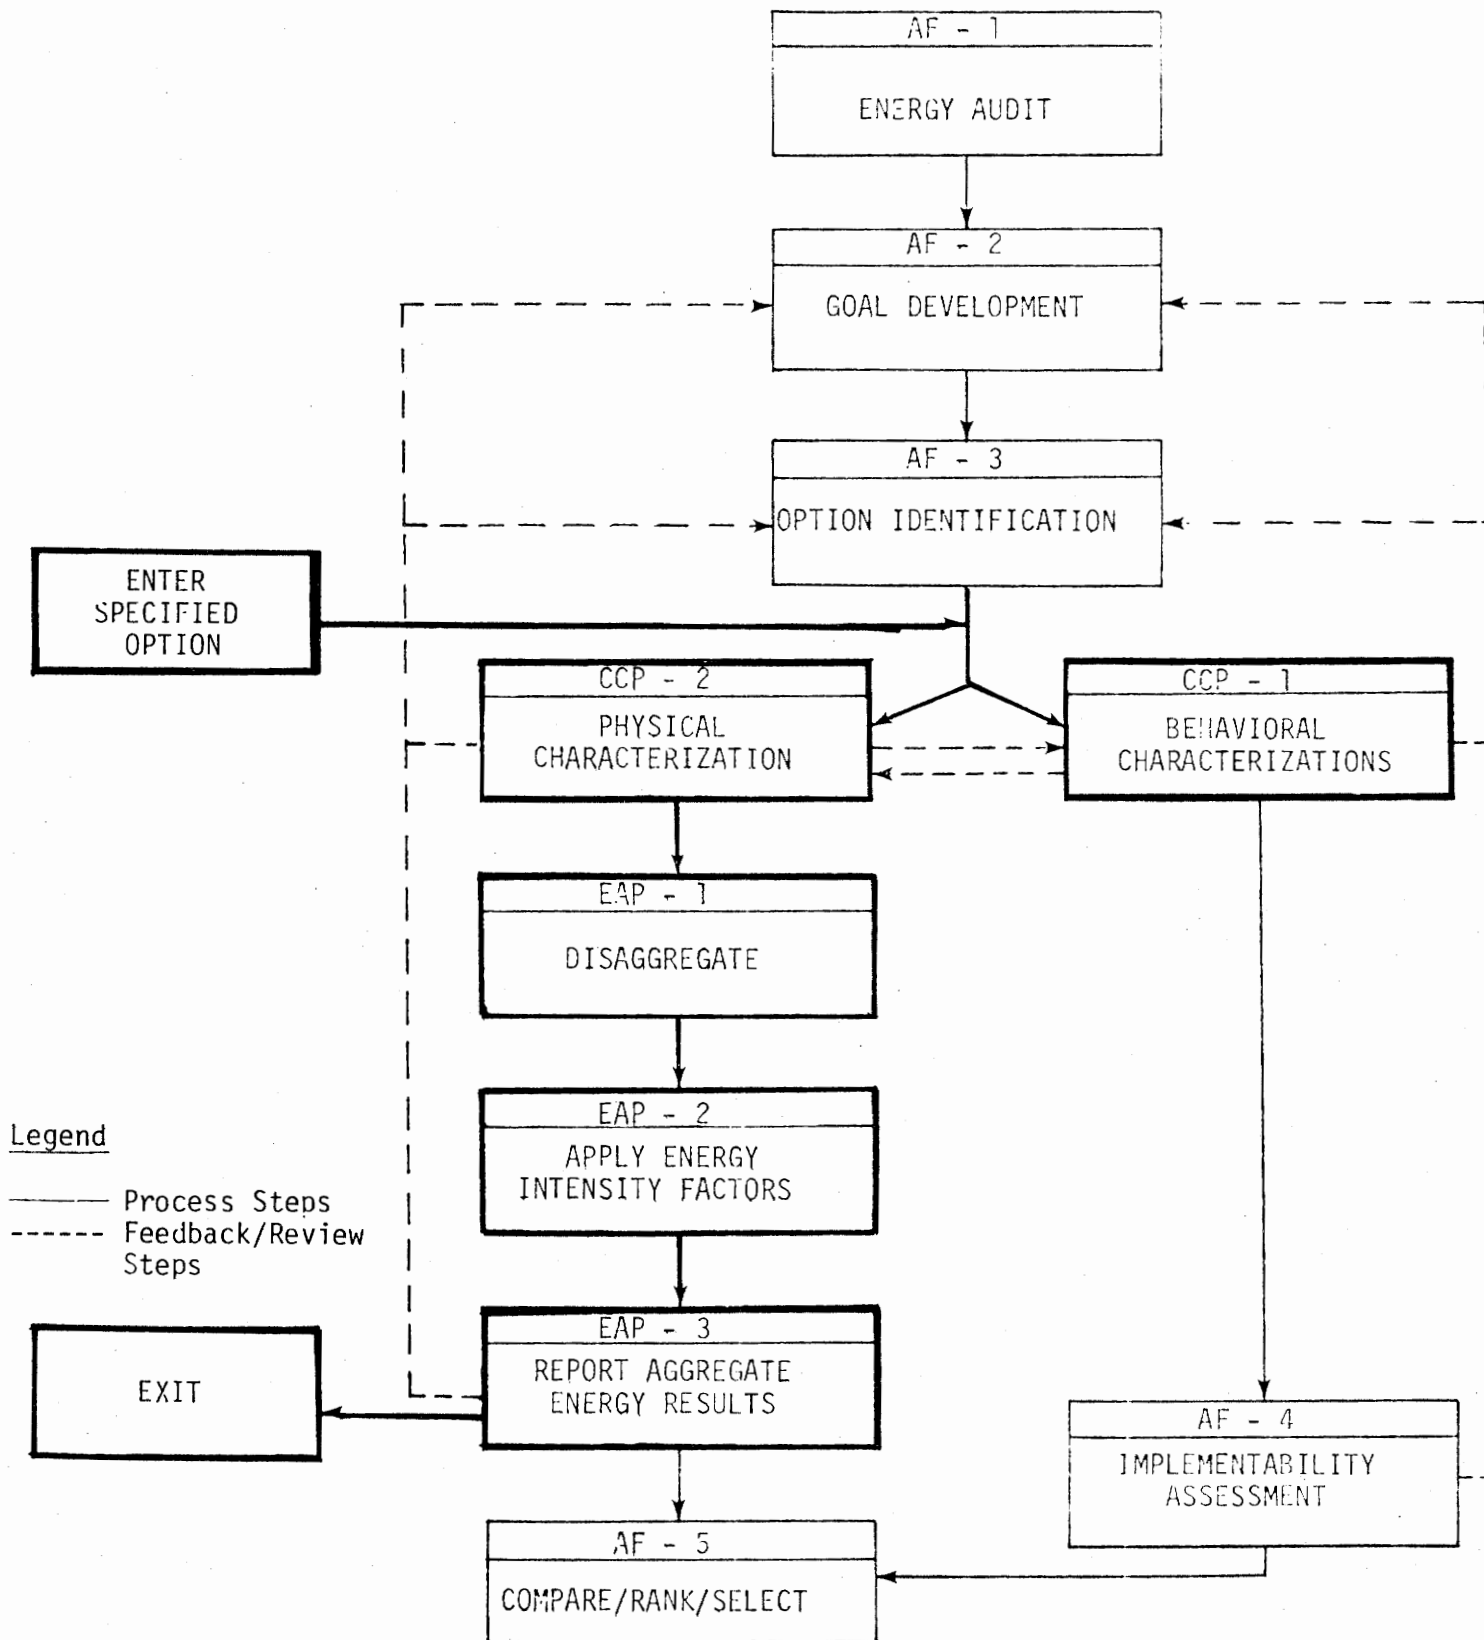 AF - 1
ENERGY AUDIT
AF - 2
GOAL DEVELOPMENT
AF - 3
OPTION IDENTIFICATION
ENTER
SPECIFIED
OPTION
CCP - 2
PHYSICAL
CHARACTERIZATION
CCP - 1
BEHAVIORAL
CHARACTERIZATIONS
EAP - 1
DISAGGREGATE
EAP - 2
APPLY ENERGY
INTENSITY FACTORS
Legend
Process Steps
Feedback/Review
Steps
EAP - 3
REPORT AGGREGATE
ENERGY RESULTS
EXIT
AF - 4
IMPLEMENTABILITY
ASSESSMENT
AF - 5
COMPARE/RANK/SELECT